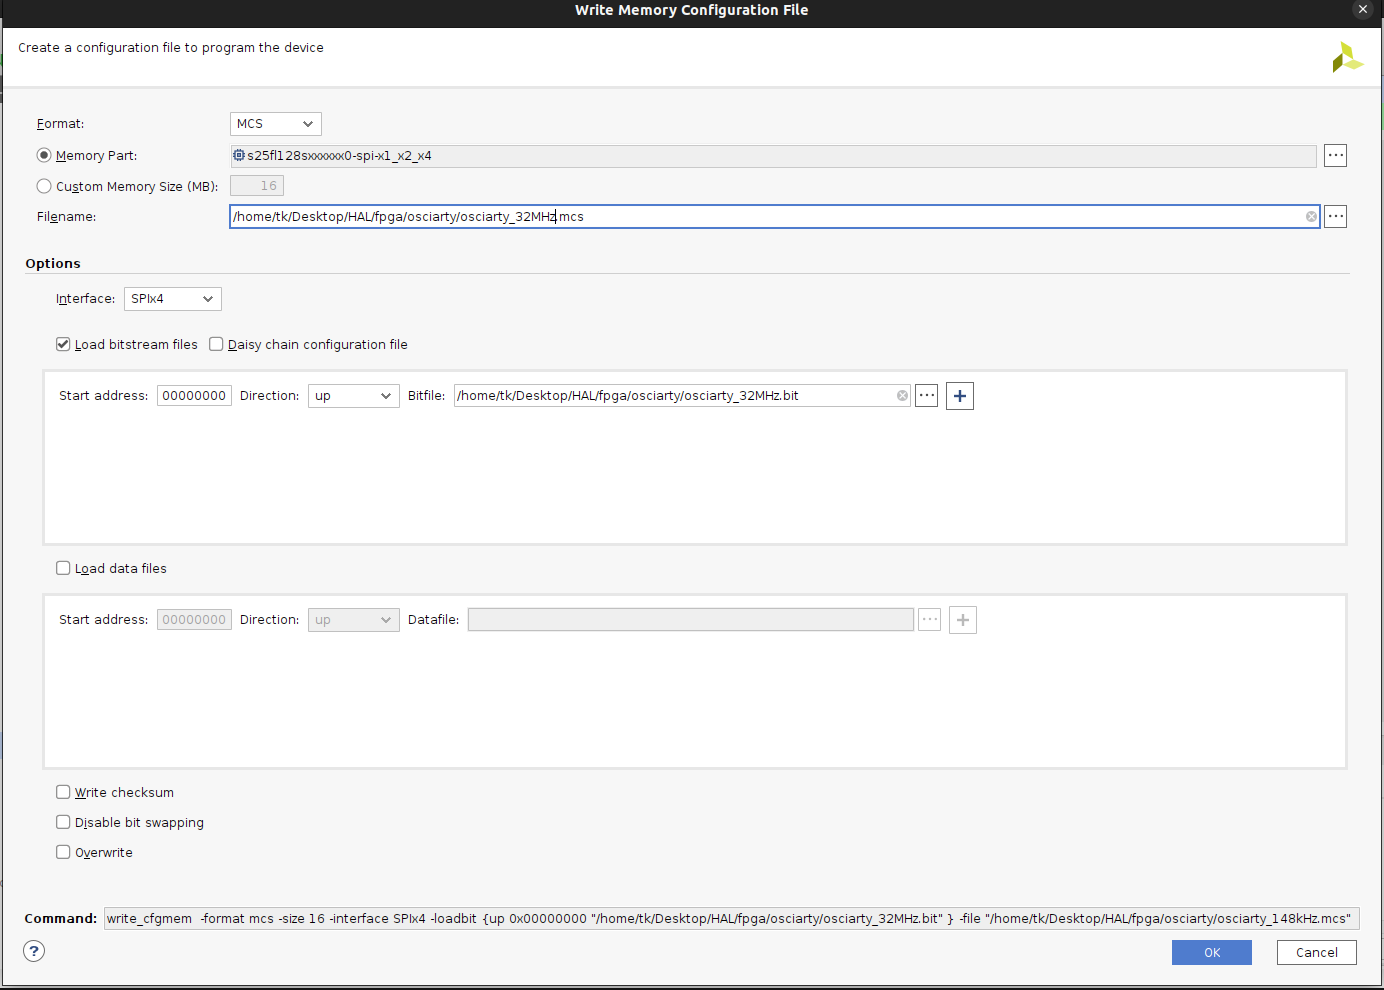 Write Memory Configuration File
Create a configuration file to program the device
Format: MCS
Memory Part: s25fl128sxxxxxx0-spi-x1_x2_x4
Custom Memory Size (MB): 16
Filename: /home/tk/Desktop/HAL/fpga/osciarty/osciarty_32MHz.mcs
Options
Interface: SPIx4
Load bitstream files Daisy chain configuration file
Start address: 00000000 Direction: up Bitfile: /home/tk/Desktop/HAL/fpga/osciarty/osciarty_32MHz.bit
Load data files
Start address: 00000000 Direction: up Datafile:
Write checksum
Disable bit swapping
Overwrite
Command: write_cfgmem -format mcs -size 16 -interface SPIx4 -loadbit {up 0x00000000 "/home/tk/Desktop/HAL/fpga/osciarty/osciarty_32MHz.bit" } -file "/home/tk/Desktop/HAL/fpga/osciarty/osciarty_148kHz.mcs"
? OK Cancel